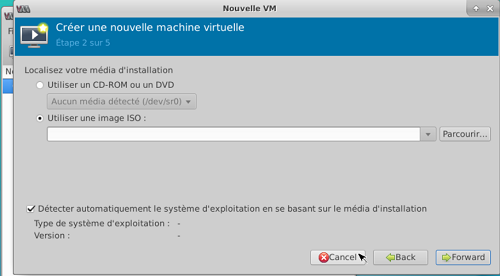 Nouvelle VM
Créer une nouvelle machine virtuelle
Étape 2 sur 5
Localisez votre média d'installation
Utiliser un CD-ROM ou un DVD
Aucun média détecté (/dev/sr0)
Utiliser une image ISO :
Parcourir...
Détecter automatiquement le système d'exploitation en se basant sur le média d'installation
Type de système d'exploitation : -
Version : -
Cancel
Back
Forward